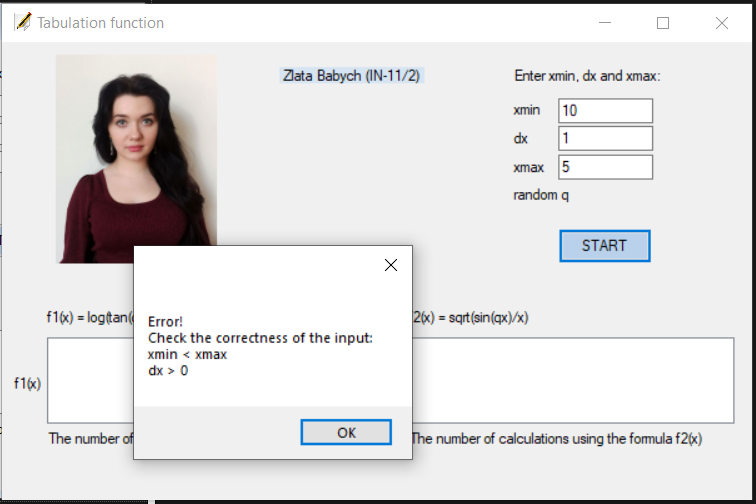 Tabulation function
Zlata Babych (IN-11/2)
Enter xmin, dx and xmax:
xmin 10
dx 1
xmax 5
random q
START
f1(x) = log(tan(
2(x) = sqrt(sin(qx)/x)
Error!
Check the correctness of the input:
xmin < xmax
dx > 0
OK
f1(x)
The number of
The number of calculations using the formula f2(x)